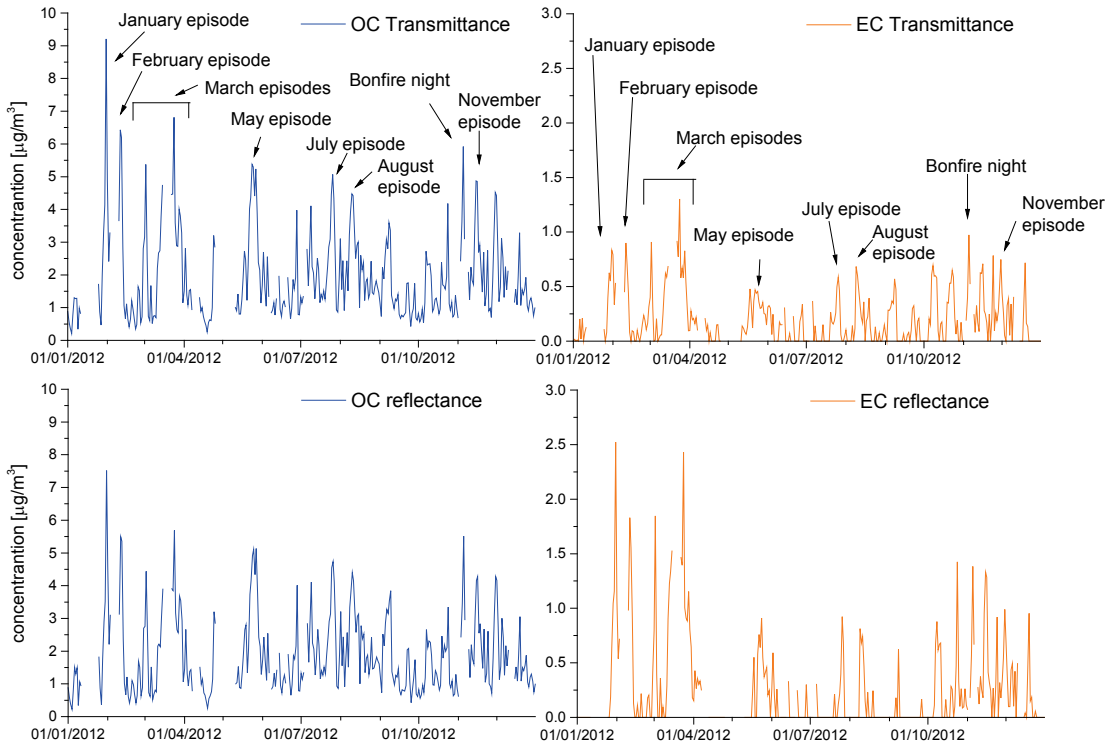 OC Transmittance
January episode
February episode
March episodes
May episode
July episode
August
episode
Bonfire night
November
episode
concentrantion [µg/m³]
10
9
8
7
6
5
4
3
2
1
0
01/01/2012
01/04/2012
01/07/2012
01/10/2012
EC Transmittance
January episode
February episode
March episodes
May episode
July episode
August
episode
Bonfire night
November
episode
3.0
2.5
2.0
1.5
1.0
0.5
0.0
01/01/2012
01/04/2012
01/07/2012
01/10/2012
OC reflectance
concentrantion [µg/m³]
10
9
8
7
6
5
4
3
2
1
0
01/01/2012
01/04/2012
01/07/2012
01/10/2012
EC reflectance
3.0
2.5
2.0
1.5
1.0
0.5
0.0
01/01/2012
01/04/2012
01/07/2012
01/10/2012